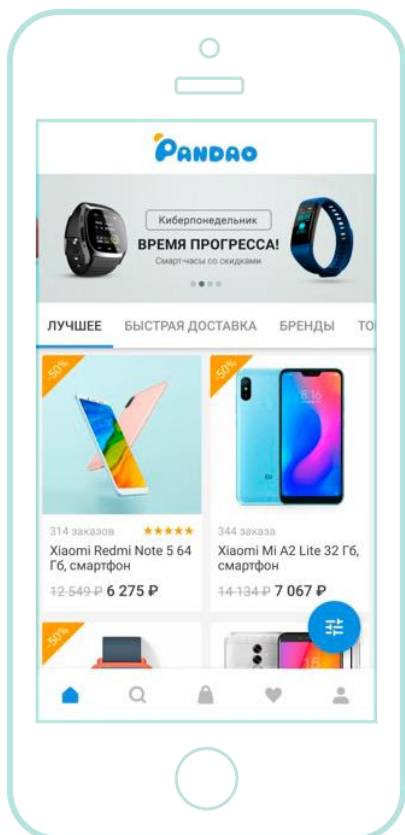 PANDAO
Киберпонедельник
ВРЕМЯ ПРОГРЕССА!
Смарт-часы со скидками
ЛУЧШЕЕ БЫСТРАЯ ДОСТАВКА БРЕНДЫ
-50%
-50%
8:16
314 заказов ★★★★★
344 заказа
Xiaomi Redmi Note 5 64
Гб, смартфон
Xiaomi Mi A2 Lite 32 Гб,
смартфон
12 549 ₽ 6 275 ₽
14 134 ₽ 7 067 ₽
-50%